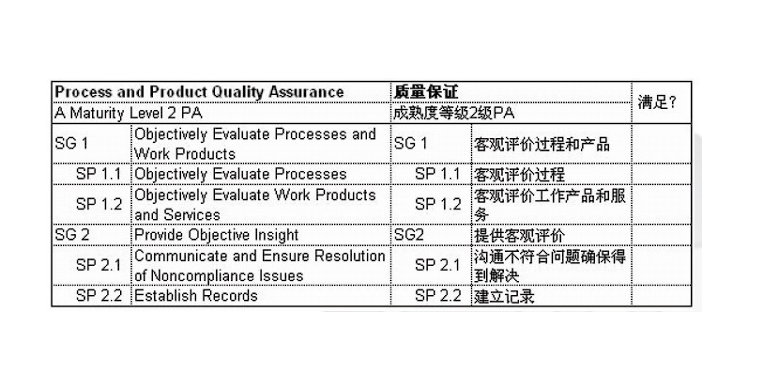 Process and Product Quality Assurance 质量保证 满足?
A Maturity Level 2 PA 成熟度等级2级PA
SG 1 Objectively Evaluate Processes and Work Products SG 1 客观评价过程和产品
SP 1.1 Objectively Evaluate Processes SP 1.1 客观评价过程
SP 1.2 Objectively Evaluate Work Products and Services SP 1.2 客观评价工作产品和服务
SG 2 Provide Objective Insight SG2 提供客观评价
SP 2.1 Communicate and Ensure Resolution of Noncompliance Issues SP 2.1 沟通不符合问题确保得到解决
SP 2.2 Establish Records SP 2.2 建立记录